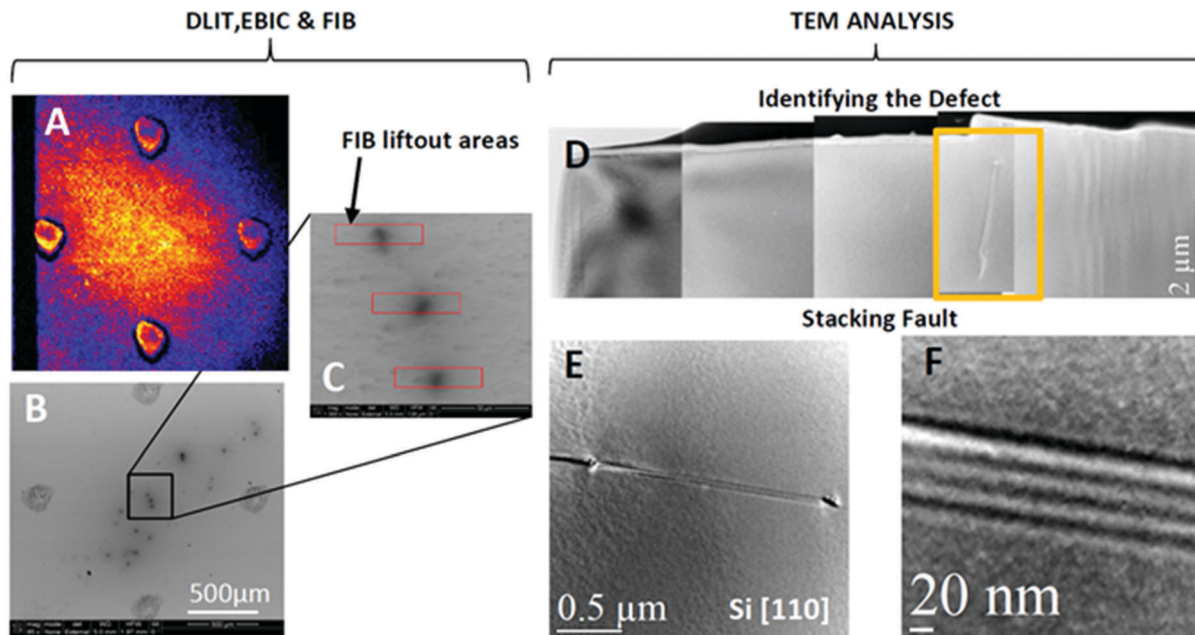 DLIT,EBIC & FIB
TEM ANALYSIS
Identifying the Defect
A
FIB liftout areas
D
2 µm
Stacking Fault
C
B
500µm
E
0.5 µm
Si [110]
F
20 nm